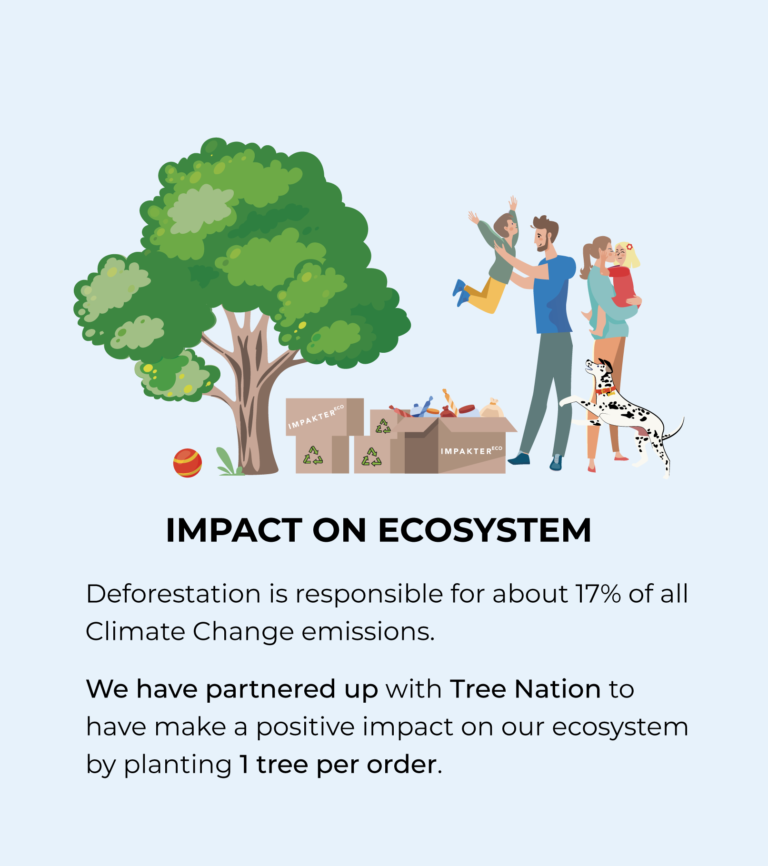 IMPAKTER ECO
IMPAKTER ECO
IMPACT ON ECOSYSTEM
Deforestation is responsible for about 17% of all
Climate Change emissions.
We have partnered up with Tree Nation to
have make a positive impact on our ecosystem
by planting 1 tree per order.